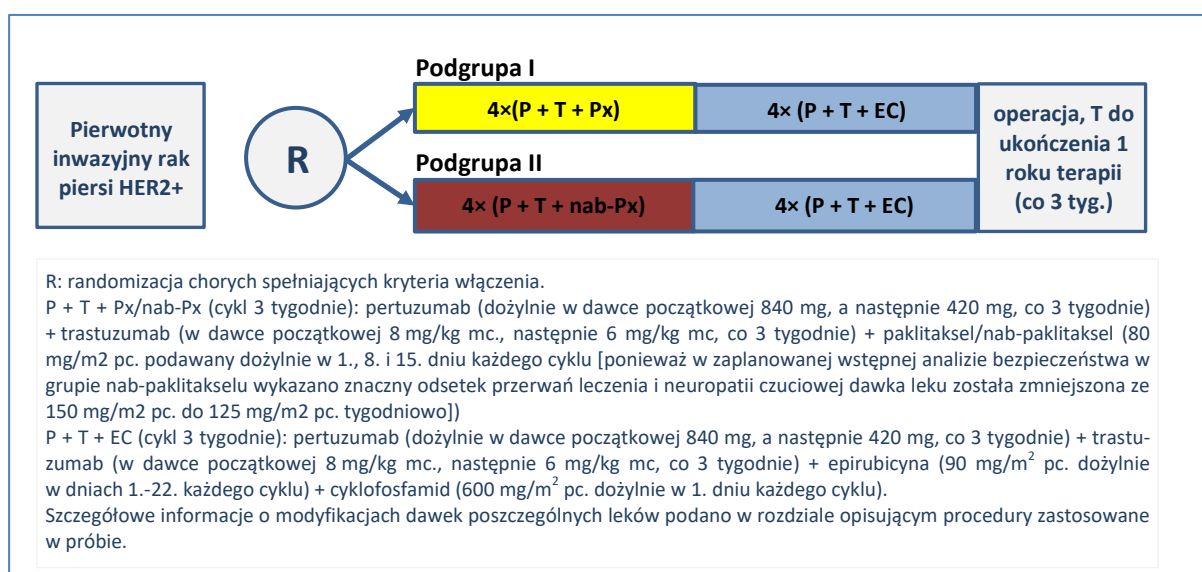 Podgrupa I
Pierwotny
inwazyjny rak
piersi HER2+
R
4×(P + T + Px)
4× (P + T + EC)
Podgrupa II
4× (P + T + nab-Px)
4× (P + T + EC)
operacja, T do
ukończenia 1
roku terapii
(co 3 tyg.)
R: randomizacja chorych spełniających kryteria włączenia.
P + T + Px/nab-Px (cykl 3 tygodnie): pertuzumab (dożylnie w dawce początkowej 840 mg, a następnie 420 mg, co 3 tygodnie)
+ trastuzumab (w dawce początkowej 8 mg/kg mc., następnie 6 mg/kg mc, co 3 tygodnie) + paklitaksel/nab-paklitaksel (80
mg/m2 pc. podawany dożylnie w 1., 8. i 15. dniu każdego cyklu [ponieważ w zaplanowanej wstępnej analizie bezpieczeństwa w
grupie nab-paklitakselu wykazano znaczny odsetek przerwań leczenia i neuropatii czuciowej dawka leku została zmniejszona ze
150 mg/m2 pc. do 125 mg/m2 pc. tygodniowo])
P + T + EC (cykl 3 tygodnie): pertuzumab (dożylnie w dawce początkowej 840 mg, a następnie 420 mg, co 3 tygodnie) + trastu-
zumab (w dawce początkowej 8 mg/kg mc., następnie 6 mg/kg mc, co 3 tygodnie) + epirubicyna (90 mg/m² pc. dożylnie
w dniach 1.-22. każdego cyklu) + cyklofosfamid (600 mg/m² pc. dożylnie w 1. dniu każdego cyklu).
Szczegółowe informacje o modyfikacjach dawek poszczególnych leków podano w rozdziale opisującym procedury zastosowane
w próbie.